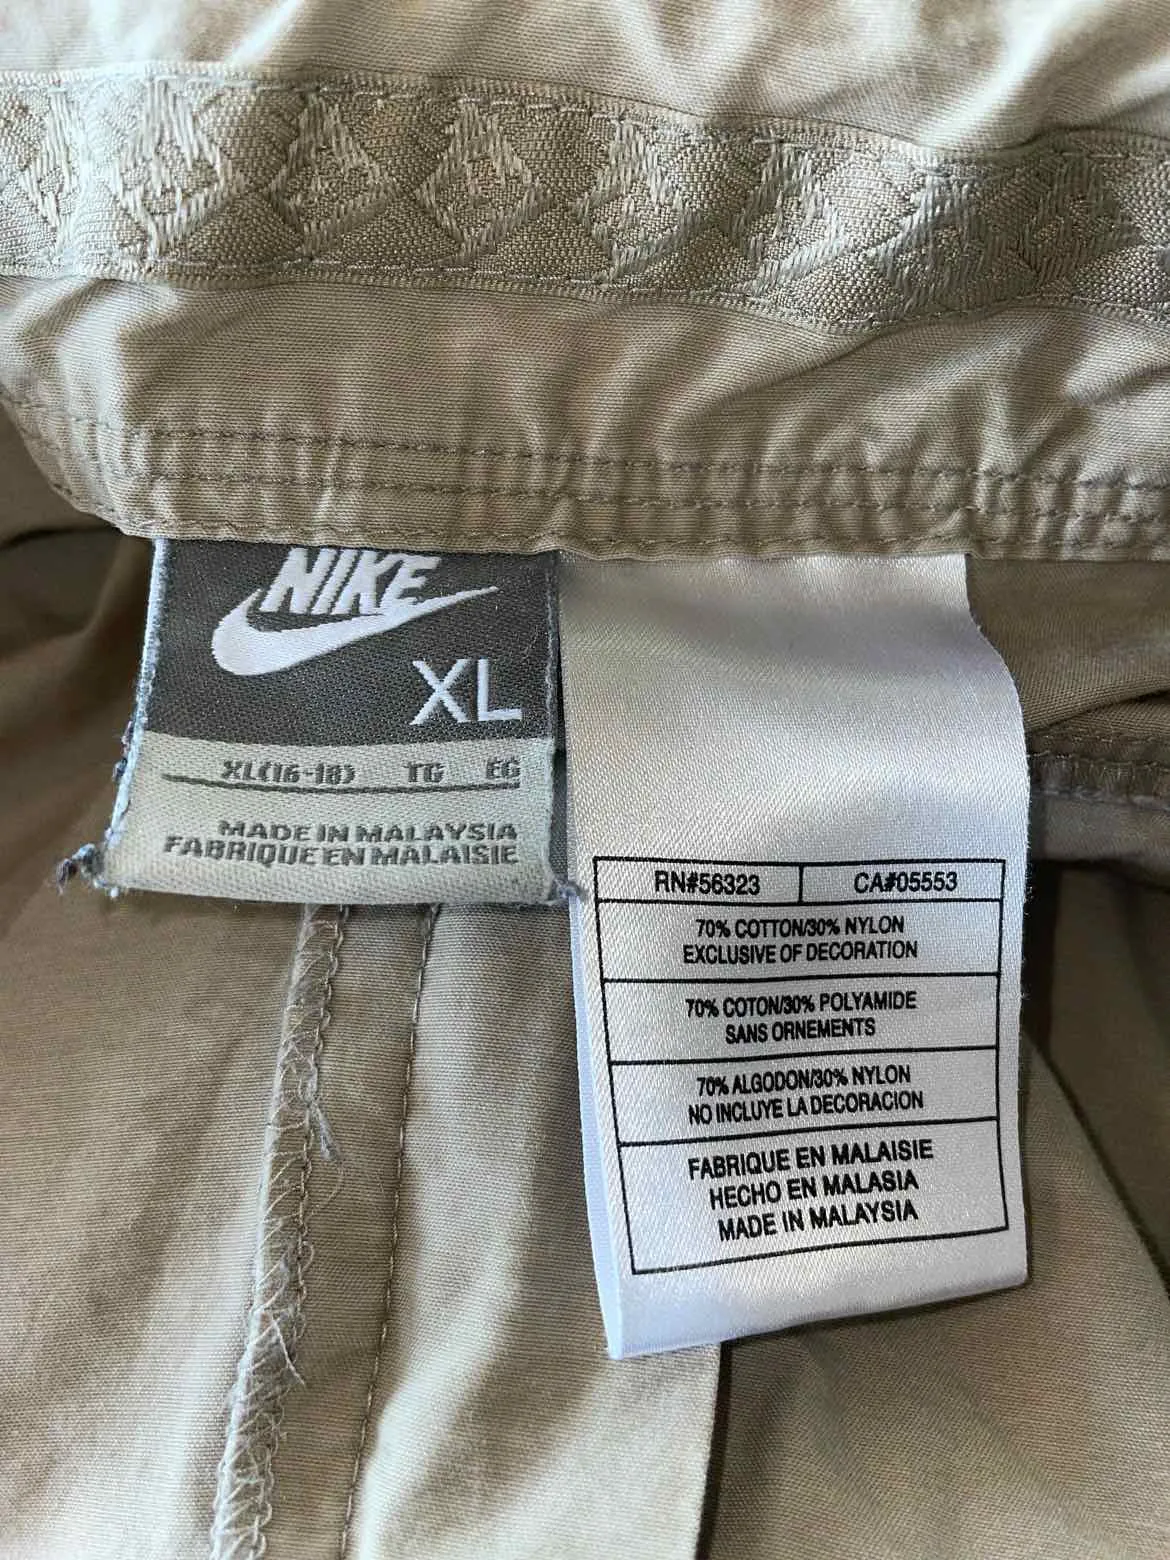 NIKE
XL
XL(16-18) TG EG
MADE IN MALAYSIA
FABRIQUE EN MALAISIE
RN#56323 CA#05553
70% COTTON/30% NYLON
EXCLUSIVE OF DECORATION
70% COTON/30% POLYAMIDE
SANS ORNEMENTS
70% ALGODON/30% NYLON
NO INCLUYE LA DECORACION
FABRIQUE EN MALAISIE
HECHO EN MALASIA
MADE IN MALAYSIA